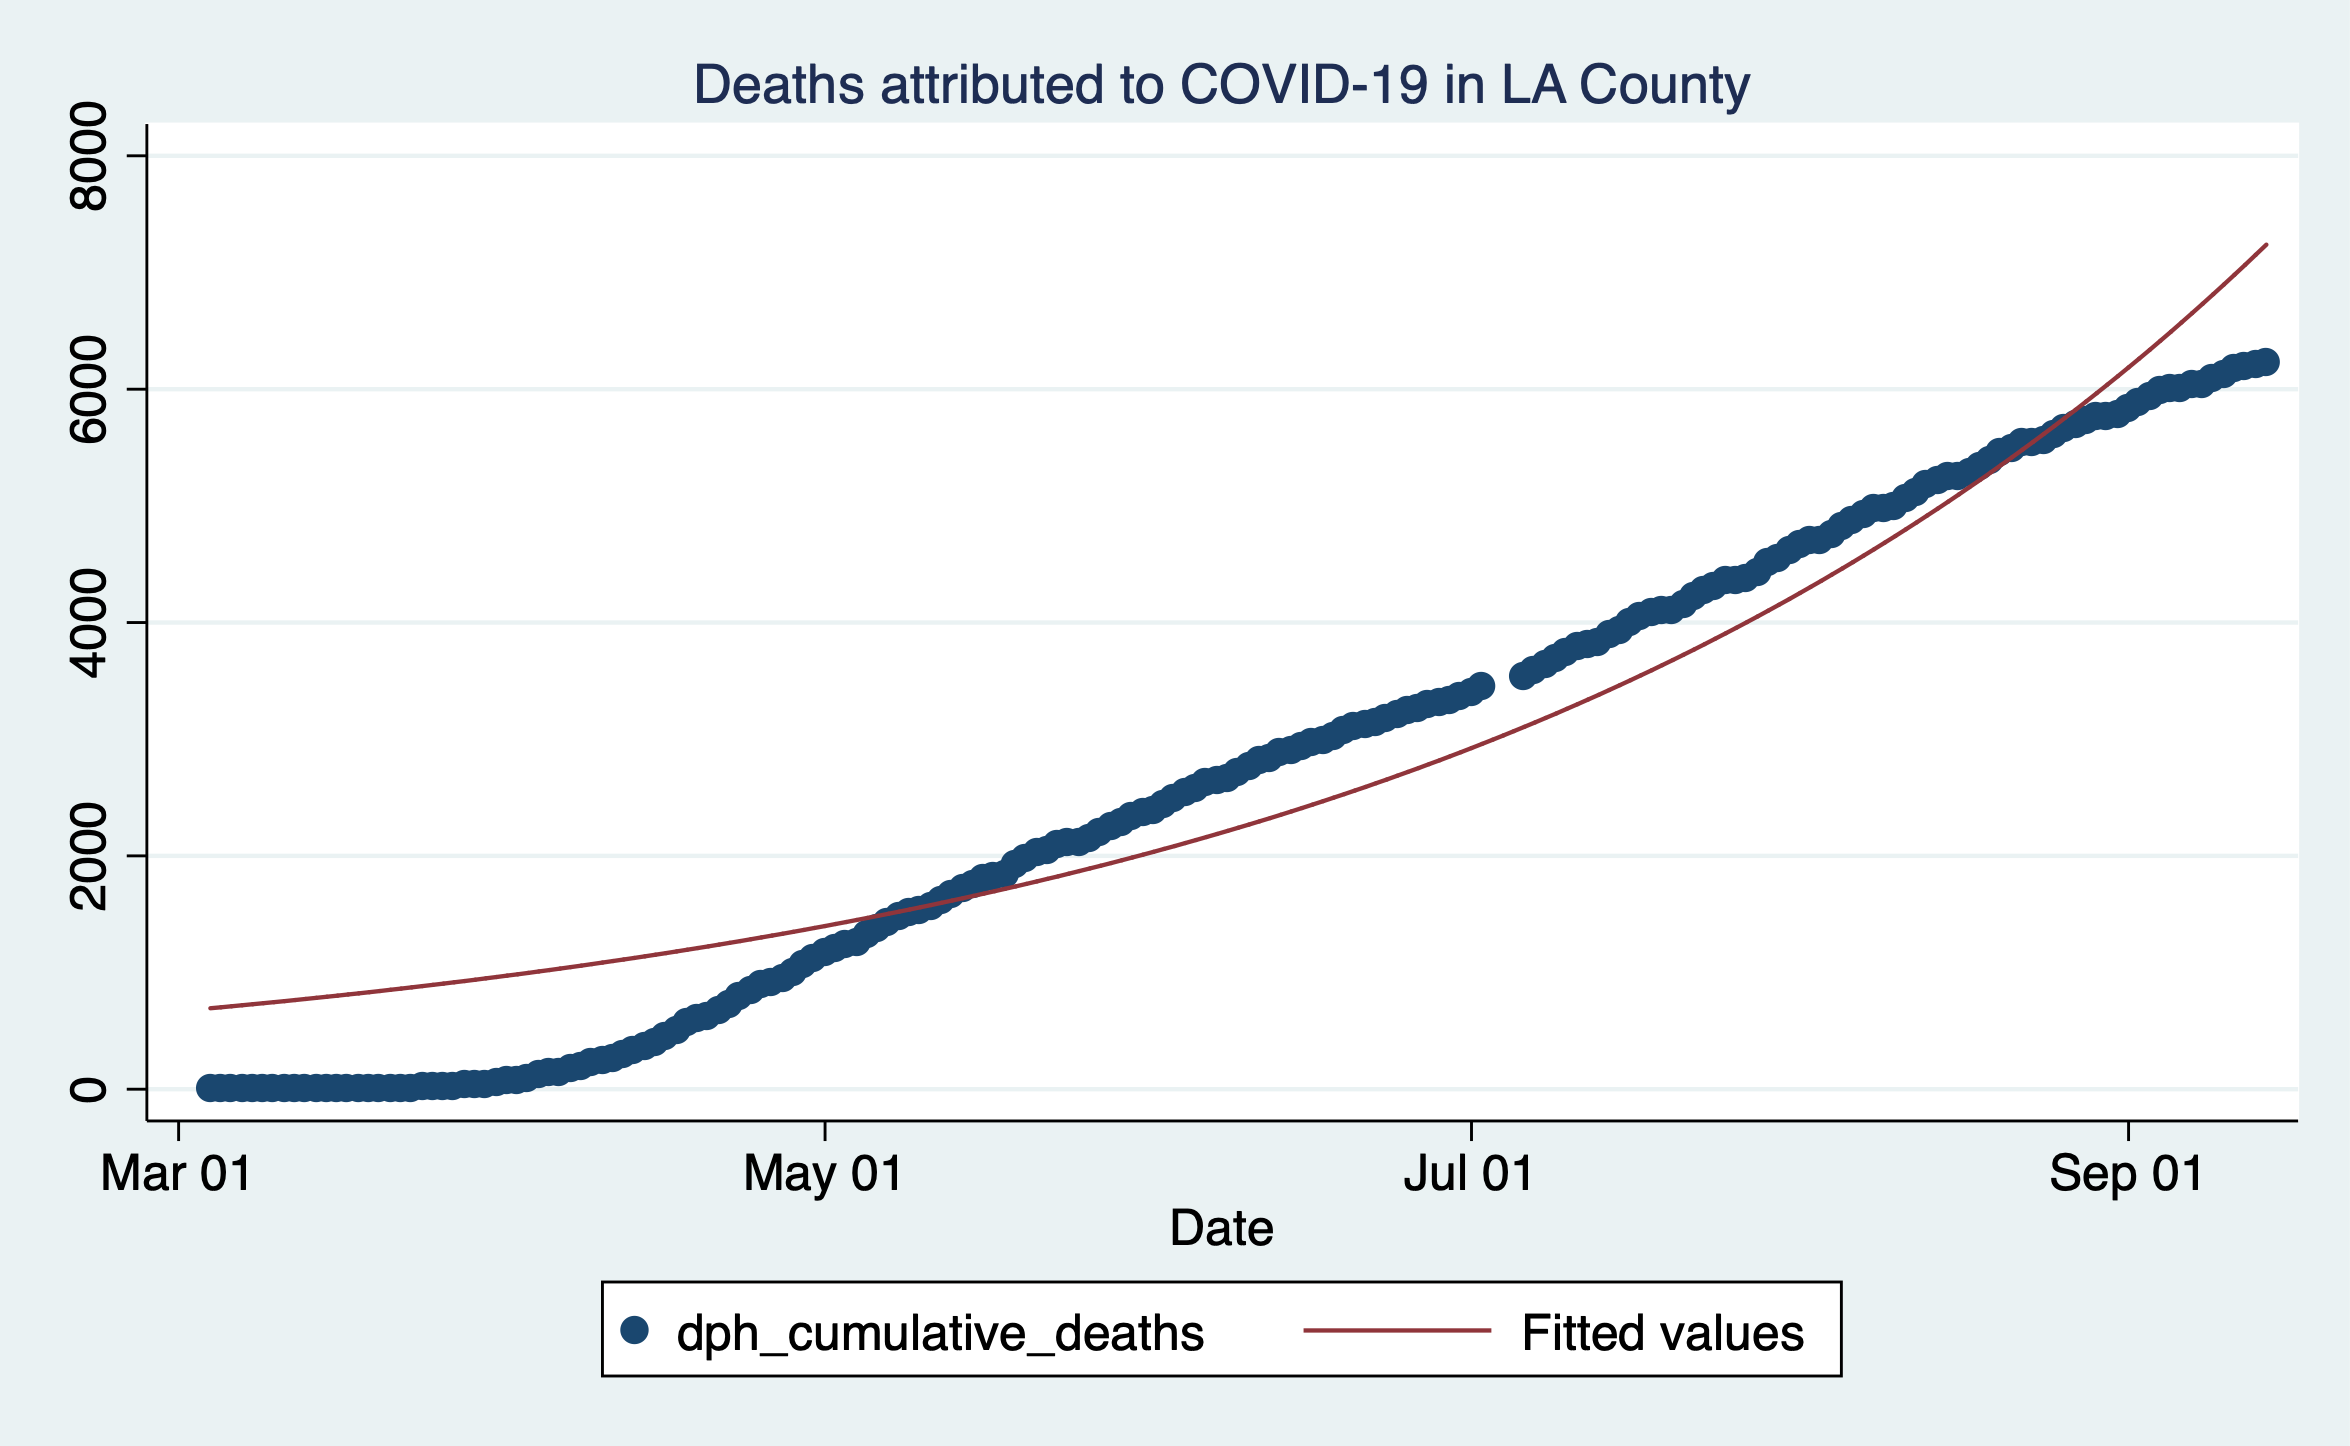 Deaths attributed to COVID-19 in LA County
8000
6000
4000
2000
0
Mar 01 May 01 Jul 01 Sep 01
Date
dph_cumulative_deaths Fitted values